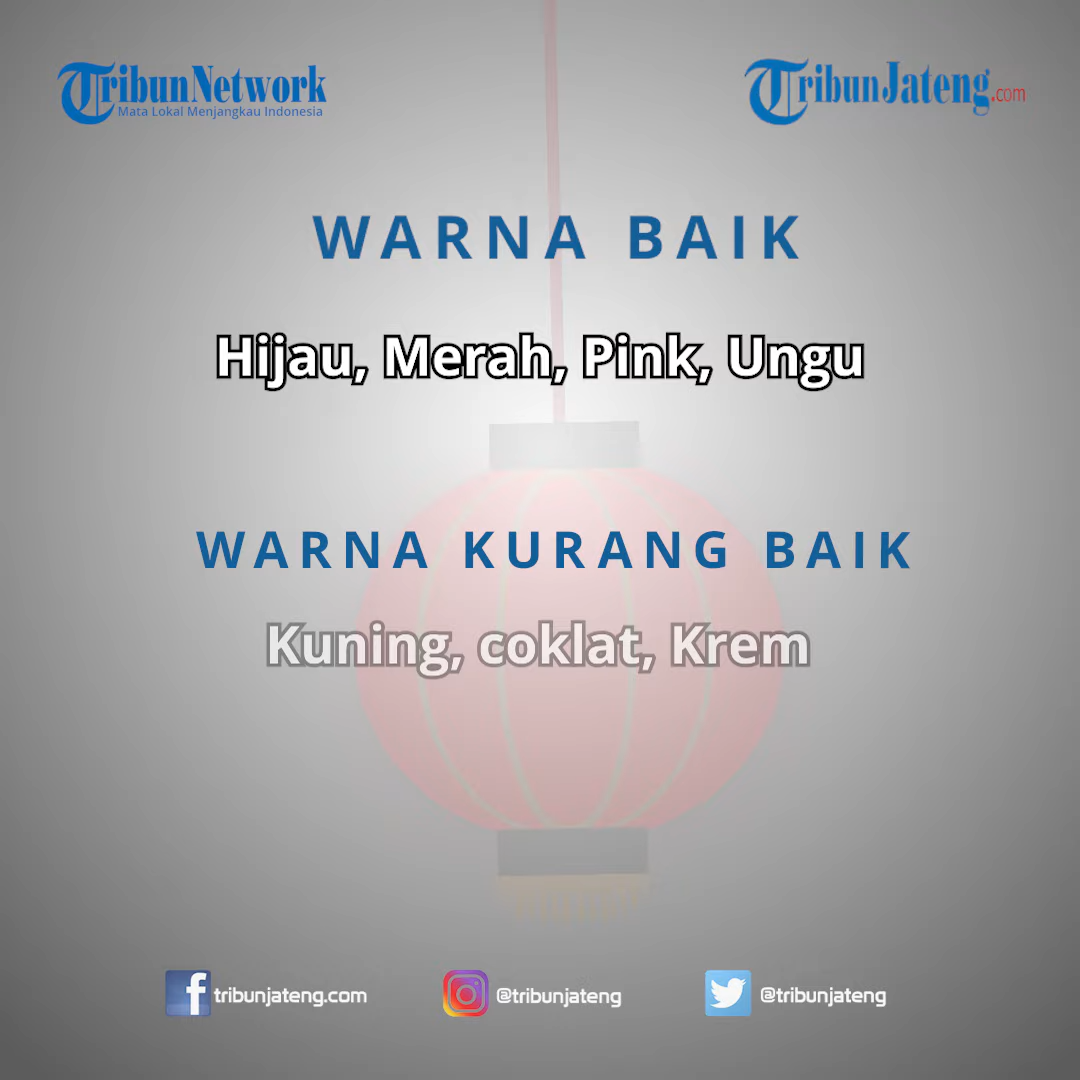 TribunNetwork
Mata Lokal Menjangkau Indonesia
TribunJateng.com
WARNA BAIK
Hijau, Merah, Pink, Ungu
WARNA KURANG BAIK
Kuning, coklat, Krem
tribunjateng.com
@tribunjateng
@tribunjateng